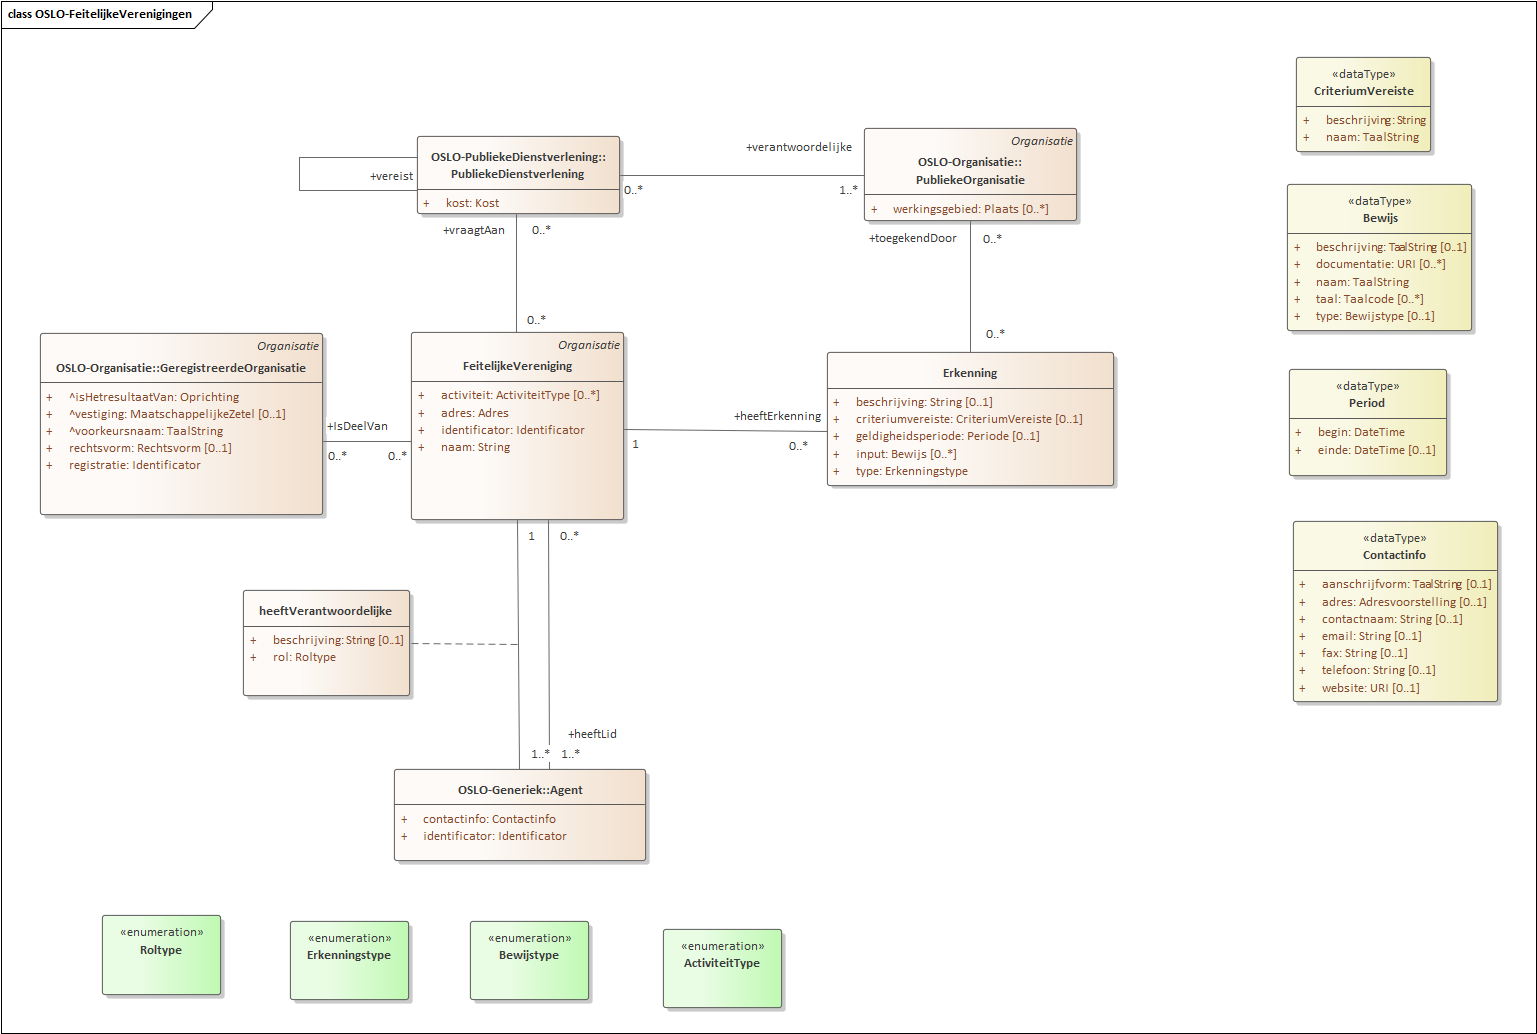 class OSLO-FeitelijkeVerenigingen
«dataType»
CriteriumVereiste
+ beschrijving: String
+ naam: TaalString
OSLO-PubliekeDienstverlening::
PubliekeDienstverlening
+ kost: Kost
+vereist
+verantwoordelijke
0..*
1..*
Organisatie
OSLO-Organisatie::
PubliekeOrganisatie
+ werkingsgebied: Plaats [0..*]
«dataType»
Bewijs
+ beschrijving: TaalString [0..1]
+ documentatie: URI [0..*]
+ naam: TaalString
+ taal: Taalcode [0..*]
+ type: Bewijstype [0..1]
+vraagtAan
0..*
0..*
+toegekendDoor
0..*
0..*
Organisatie
OSLO-Organisatie::GeregistreerdeOrganisatie
+ ^isHetresultaatVan: Oprichting
+ ^vestiging: MaatschappelijkeZetel [0..1]
+ ^voorkeursnaam: TaalString
+ rechtsvorm: Rechtsvorm [0..1]
+ registratie: Identificator
+IsDeelVan
0..*
0..*
Organisatie
FeitelijkeVereniging
+ activiteit: ActiviteitType [0..*]
+ adres: Adres
+ identificator: Identificator
+ naam: String
+heeftErkenning
1
0..*
Erkenning
+ beschrijving: String [0..1]
+ criteriumvereiste: CriteriumVereiste [0..1]
+ geldigheidsperiode: Periode [0..1]
+ input: Bewijs [0..*]
+ type: Erkenningstype
«dataType»
Period
+ begin: DateTime
+ einde: DateTime [0..1]
1
0..*
«dataType»
Contactinfo
+ aanschrijfvorm: TaalString [0..1]
+ adres: Adresvoorstelling [0..1]
+ contactnaam: String [0..1]
+ email: String [0..1]
+ fax: String [0..1]
+ telefoon: String [0..1]
+ website: URI [0..1]
heeftVerantwoordelijke
+ beschrijving: String [0..1]
+ rol: Roltype
+heeftLid
1..*
1..*
OSLO-Generiek::Agent
+ contactinfo: Contactinfo
+ identificator: Identificator
«enumeration»
Roltype
«enumeration»
Erkenningstype
«enumeration»
Bewijstype
«enumeration»
ActiviteitType